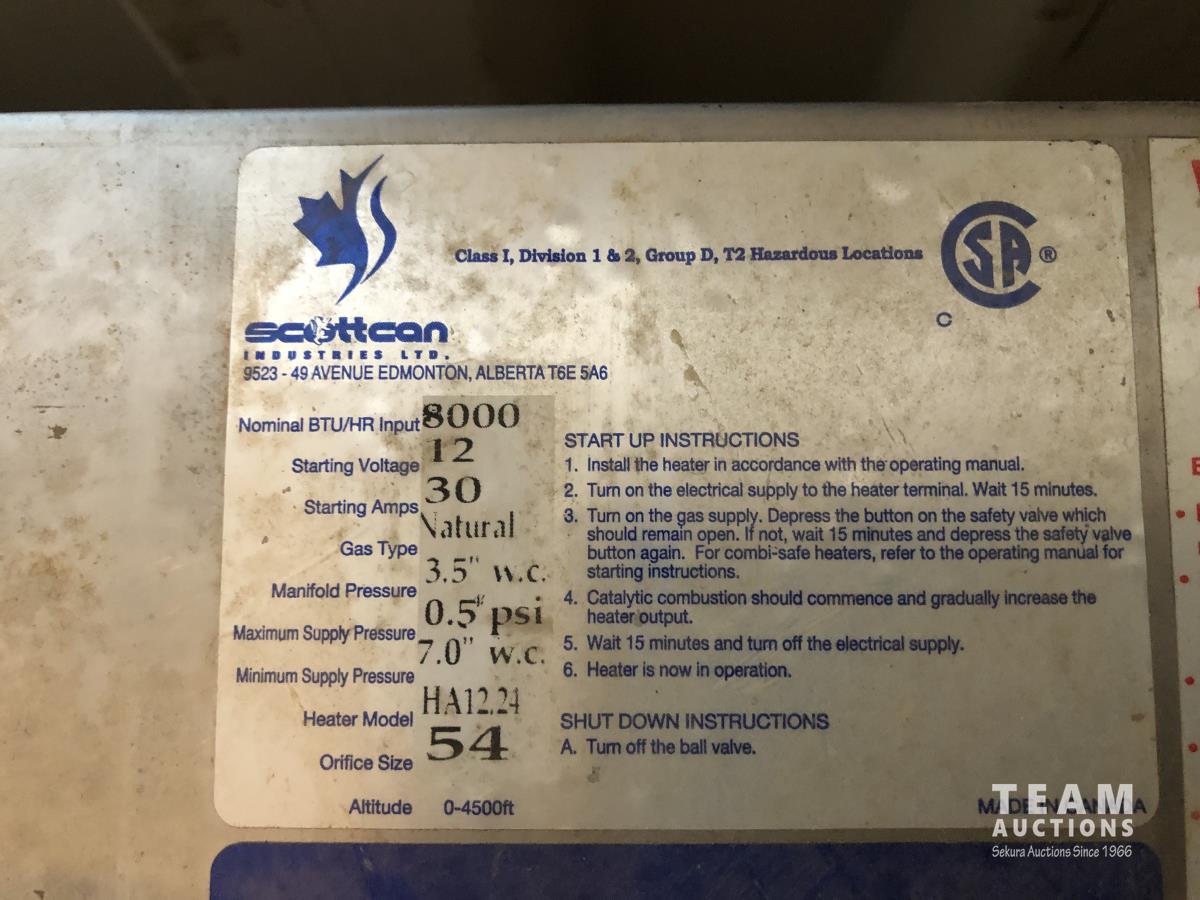 Class I, Division 1 & 2, Group D, T2 Hazardous Locations
CSA ®
C
scottcan
INDUSTRIES LTD.
9523 - 49 AVENUE EDMONTON, ALBERTA T6E 5A6
Nominal BTU/HR Input 8000
Starting Voltage 12
Starting Amps 30
Gas Type Natural
Manifold Pressure 3.5" w.c.
Maximum Supply Pressure 0.5" psi
Minimum Supply Pressure 7.0" w.c.
Heater Model HA12.24
Orifice Size 54
Altitude 0-4500ft
START UP INSTRUCTIONS
1. Install the heater in accordance with the operating manual.
2. Turn on the electrical supply to the heater terminal. Wait 15 minutes.
3. Turn on the gas supply. Depress the button on the safety valve which
should remain open. If not, wait 15 minutes and depress the safety valve
button again. For combi-safe heaters, refer to the operating manual for
starting instructions.
4. Catalytic combustion should commence and gradually increase the
heater output.
5. Wait 15 minutes and turn off the electrical supply.
6. Heater is now in operation.
SHUT DOWN INSTRUCTIONS
A. Turn off the ball valve.
MADE IN CANADA
TEAM
AUCTIONS
Sekura Auctions Since 1966